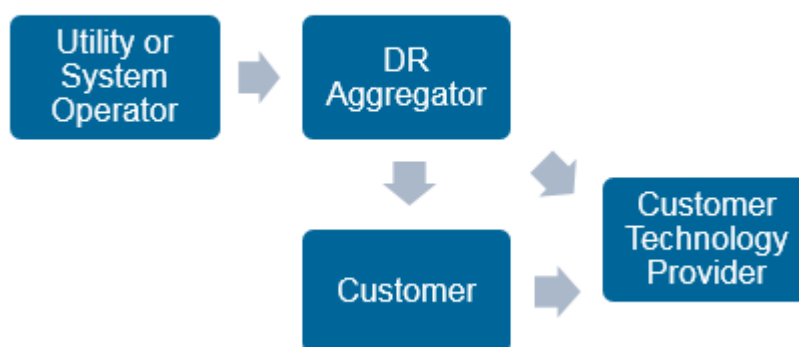 Utility or
System
Operator
DR
Aggregator
Customer
Customer
Technology
Provider